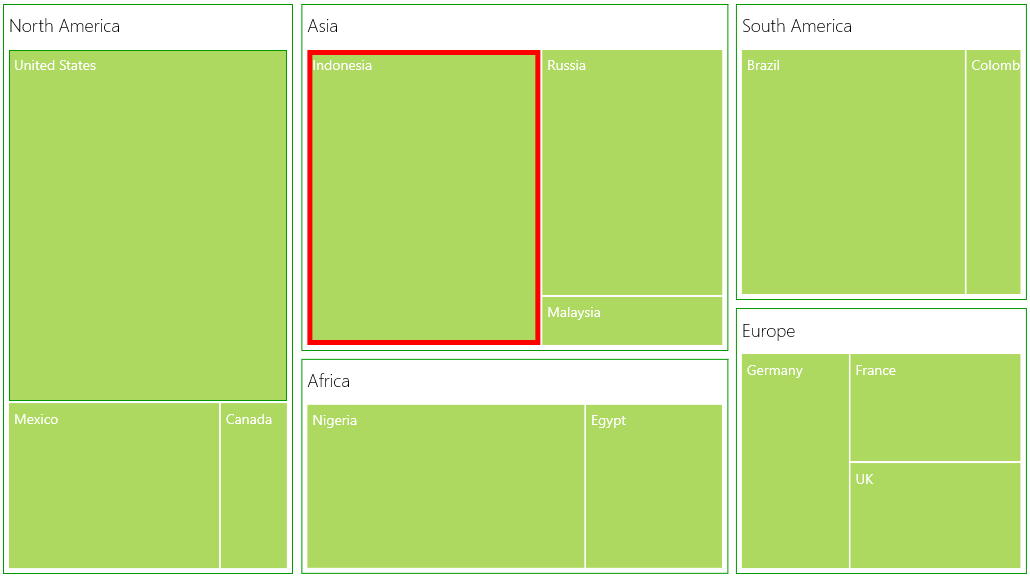 North America
United States
Mexico
Canada
Asia
Indonesia
Russia
Malaysia
Africa
Nigeria
Egypt
South America
Brazil
Colomb
Europe
Germany
France
UK